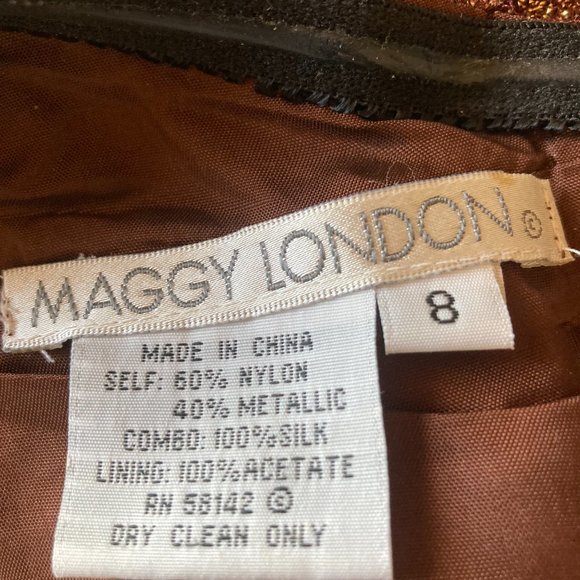 MAGGY LONDON ©
8
MADE IN CHINA
SELF: 60% NYLON
40% METALLIC
COMBO: 100% SILK
LINING: 100% ACETATE
RN 58142 ©
DRY CLEAN ONLY